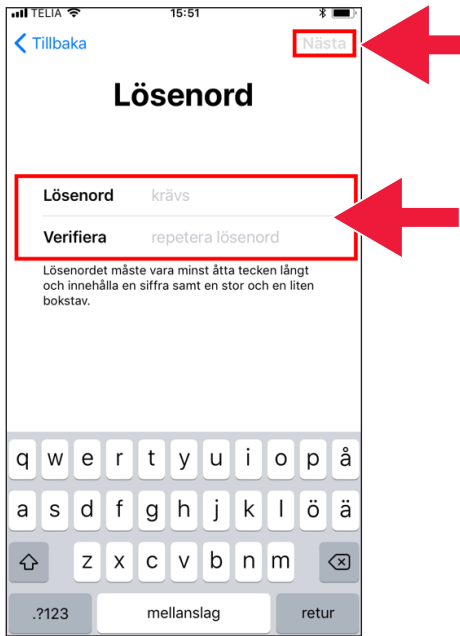 TELIA 15:51
Tillbaka Nästa
Lösenord
Lösenord krävs
Verifiera repetera lösenord
Lösenordet måste vara minst åtta tecken långt
och innehålla en siffra samt en stor och en liten
bokstav.
q w e r t y u i o p å
a s d f g h j k l ö ä
z x c v b n m
.?123 mellanslag retur